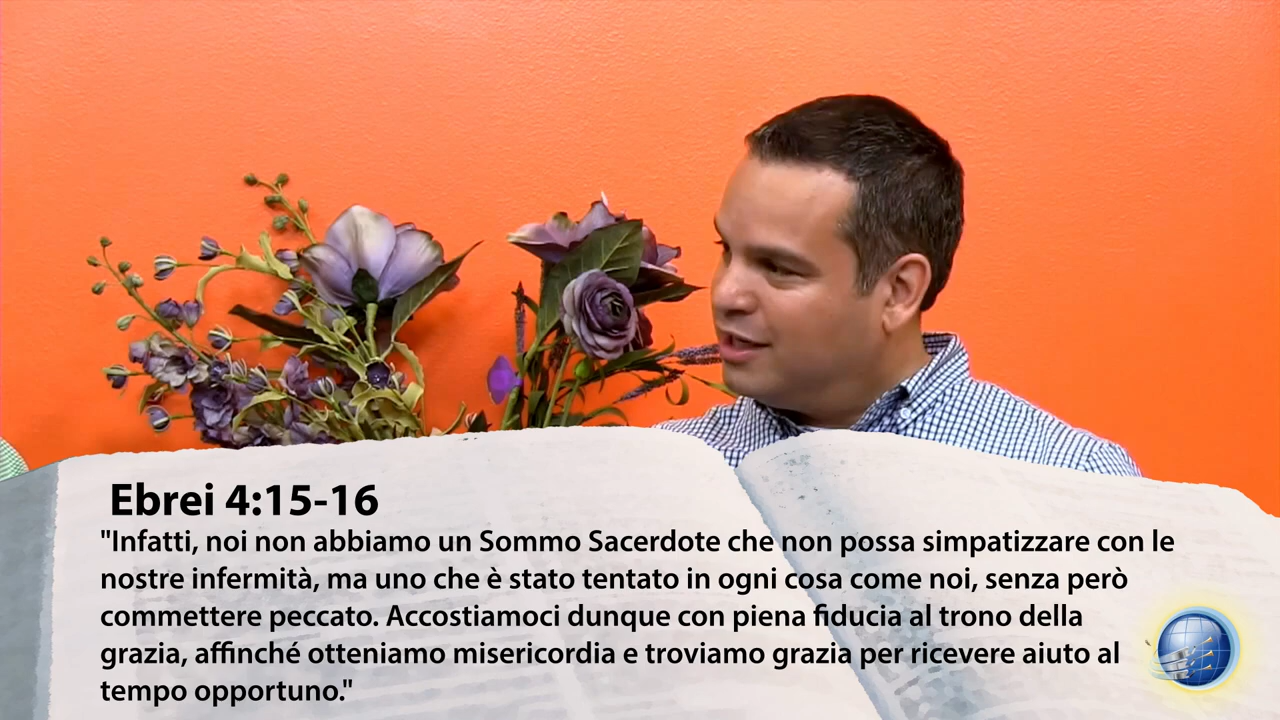 Ebrei 4:15-16
"Infatti, noi non abbiamo un Sommo Sacerdote che non possa simpatizzare con le
nostre infermità, ma uno che è stato tentato in ogni cosa come noi, senza però
commettere peccato. Accostiamoci dunque con piena fiducia al trono della
grazia, affinché otteniamo misericordia e troviamo grazia per ricevere aiuto al
tempo opportuno."